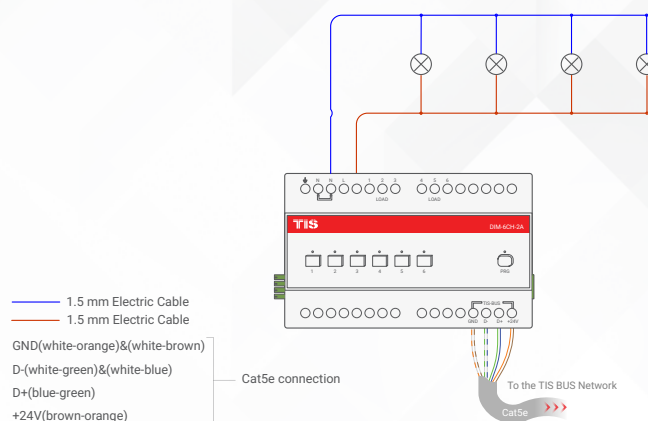 N N L 1 2 3 4 5 6
LOAD LOAD
TIS
DIM-6CH-2A
1 2 3 4 5 6 PRG
TIS-BUS
GND D- D+ +24V
1.5 mm Electric Cable
1.5 mm Electric Cable
GND(white-orange)&(white-brown)
D-(white-green)&(white-blue)
D+(blue-green)
+24V(brown-orange)
Cat5e connection
To the TIS BUS Network
Cat5e